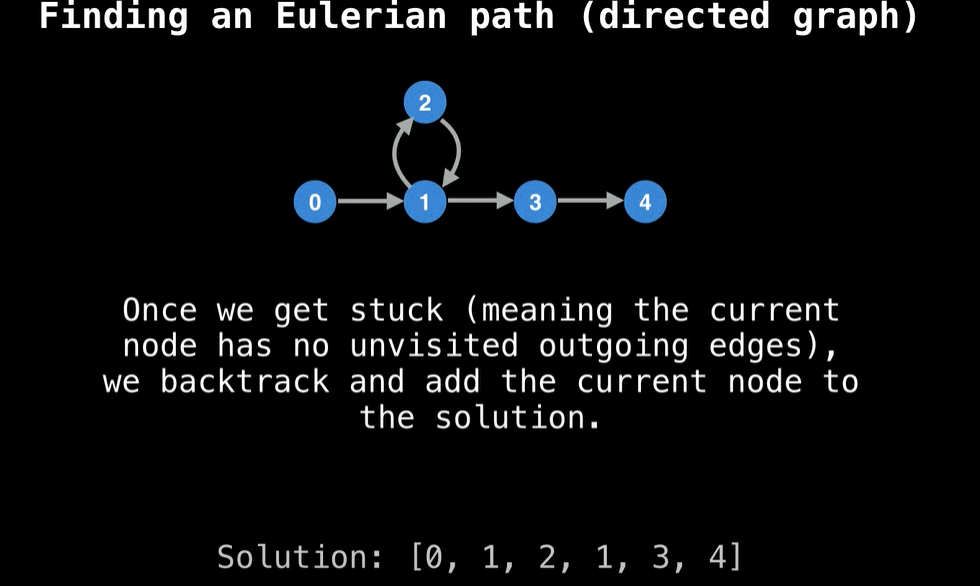 Finding an Eulerian path (directed graph)
2
0 1 3 4
Once we get stuck (meaning the current
node has no unvisited outgoing edges),
we backtrack and add the current node to
the solution.
Solution: [0, 1, 2, 1, 3, 4]